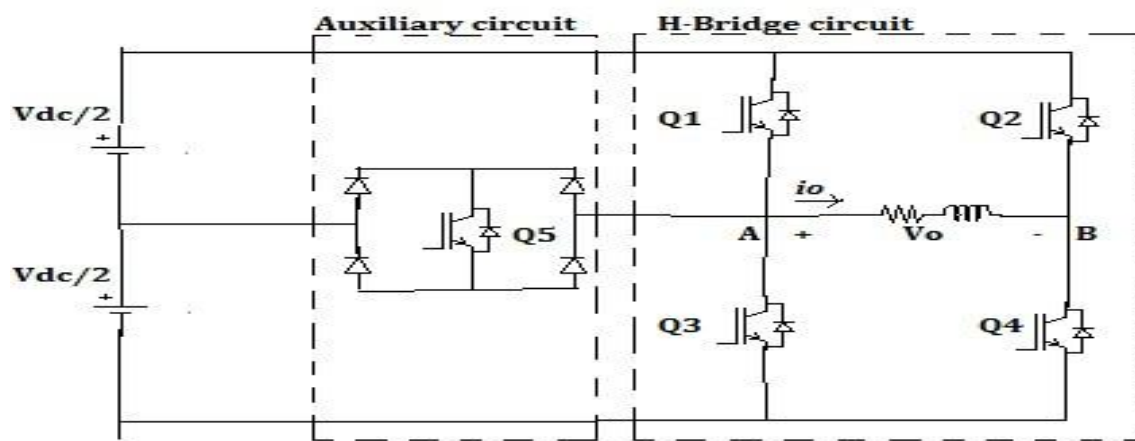 Auxiliary circuit
H-Bridge circuit
Vdc/2
+
Q1
Q2
Q5
io
A
+
Vo
-
B
Vdc/2
+
Q3
Q4